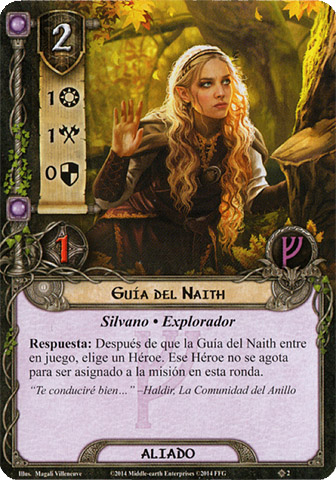 2
1
1
0
1
Guía del Naith
Silvano • Explorador
Respuesta: Después de que la Guía del Naith entre
en juego, elige un Héroe. Ese Héroe no se agota
para ser asignado a la misión en esta ronda.
“Te conduciré bien…” –Haldir, La Comunidad del Anillo
ALIADO
Illus. Magali Villeneuve ©2014 Middle-earth Enterprises ©2014 FFG 2